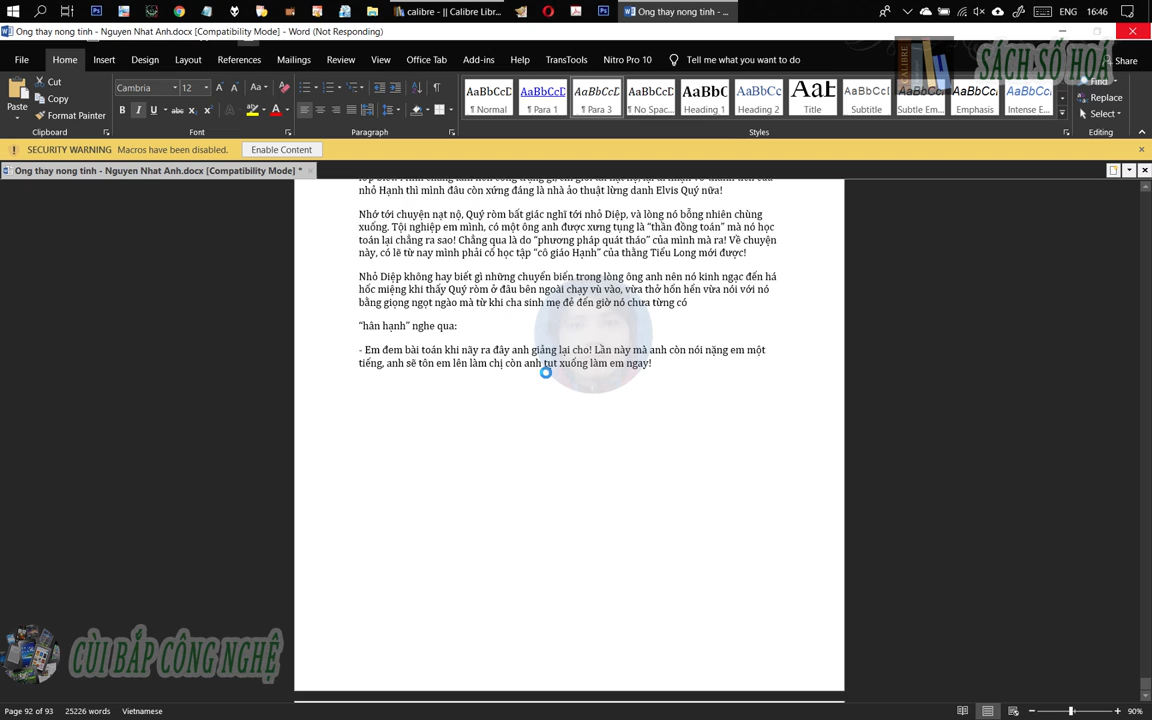 calibre - || Calibre Libr...
Ong thay nong tinh - ...
ENG
16:46
Ong thay nong tinh - Nguyen Nhat Anh.docx [Compatibility Mode] - Word (Not Responding)
SÁCH SỐ HOÁ
CALIBRE
File Home Insert Design Layout References Mailings Review View Office Tab Add-ins Help TransTools Nitro Pro 10 Tell me what you want to do Share
Paste
Cut
Copy
Format Painter
Clipboard
Cambria 12
Font
Paragraph
AaBbCcD AaBbCcE AaBbCcD AaBbCcD AaBbC AaBbCc AaB AaBbCcD AaBbCcD AaBbCc AaBbCcI
¶ Normal ¶ Para 1 ¶ Para 3 ¶ No Spac... Heading 1 Heading 2 Title Subtitle Subtle Em... Emphasis Intense E...
Styles
Find
Replace
Select
Editing
SECURITY WARNING Macros have been disabled. Enable Content
Ong thay nong tinh - Nguyen Nhat Anh.docx [Compatibility Mode] *
nhỏ Hạnh thì mình đâu còn xứng đáng là nhà ảo thuật lừng danh Elvis Quý nữa!
Nhớ tới chuyện nạt nộ, Quý ròm bất giác nghĩ tới nhỏ Diệp, và lòng nó bỗng nhiên chùng
xuống. Tội nghiệp em mình, có một ông anh được xưng tụng là “thần đồng toán” mà nó học
toán lại chẳng ra sao! Chẳng qua là do “phương pháp quát tháo” của mình mà ra! Về chuyện
này, có lẽ từ nay mình phải cố học tập “cô giáo Hạnh” của thằng Tiểu Long mới được!
Nhỏ Diệp không hay biết gì những chuyển biến trong lòng ông anh nên nó kinh ngạc đến há
hốc miệng khi thấy Quý ròm ở đâu bên ngoài chạy vù vào, vừa thở hổn hển vừa nói với nó
bằng giọng ngọt ngào mà từ khi cha sinh mẹ đẻ đến giờ nó chưa từng có
“hân hạnh” nghe qua:
- Em đem bài toán khi nãy ra đây anh giảng lại cho! Lần này mà anh còn nói nặng em một
tiếng, anh sẽ tôn em lên làm chị còn anh tụt xuống làm em ngay!
CÙI BẮP CÔNG NGHỆ
Page 92 of 93 25226 words Vietnamese 90%